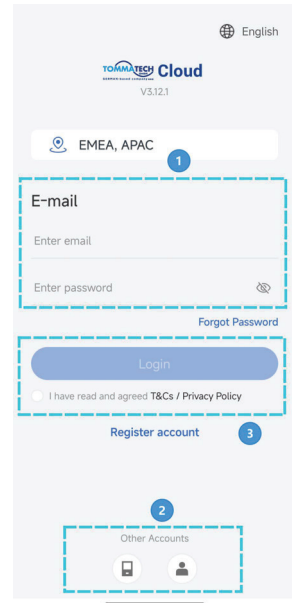 English
TOMMATECH Cloud
V3.12.1
EMEA, APAC
1
E-mail
Enter email
Enter password
Forgot Password
Login
I have read and agreed T&Cs / Privacy Policy
Register account
3
2
Other Accounts